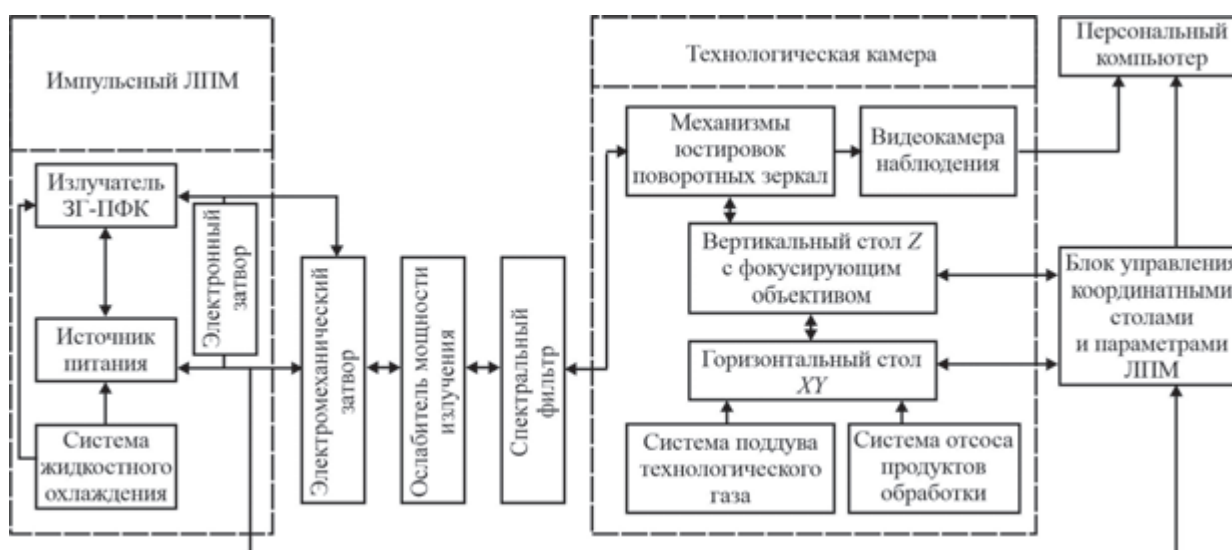 Импульсный ЛПМ
Излучатель
ЗГ-ПФК
Источник
питания
Система
жидкостного
охлаждения
Электронный
затвор
Электромеханический
затвор
Ослабитель мощности
излучения
Спектральный
фильтр
Технологическая камера
Механизмы
юстировок
поворотных зеркал
Видеокамера
наблюдения
Вертикальный стол Z
с фокусирующим
объективом
Горизонтальный стол
XY
Система поддува
технологического
газа
Система отсоса
продуктов
обработки
Персональный
компьютер
Блок управления
координатными
столами
и параметрами
ЛПМ